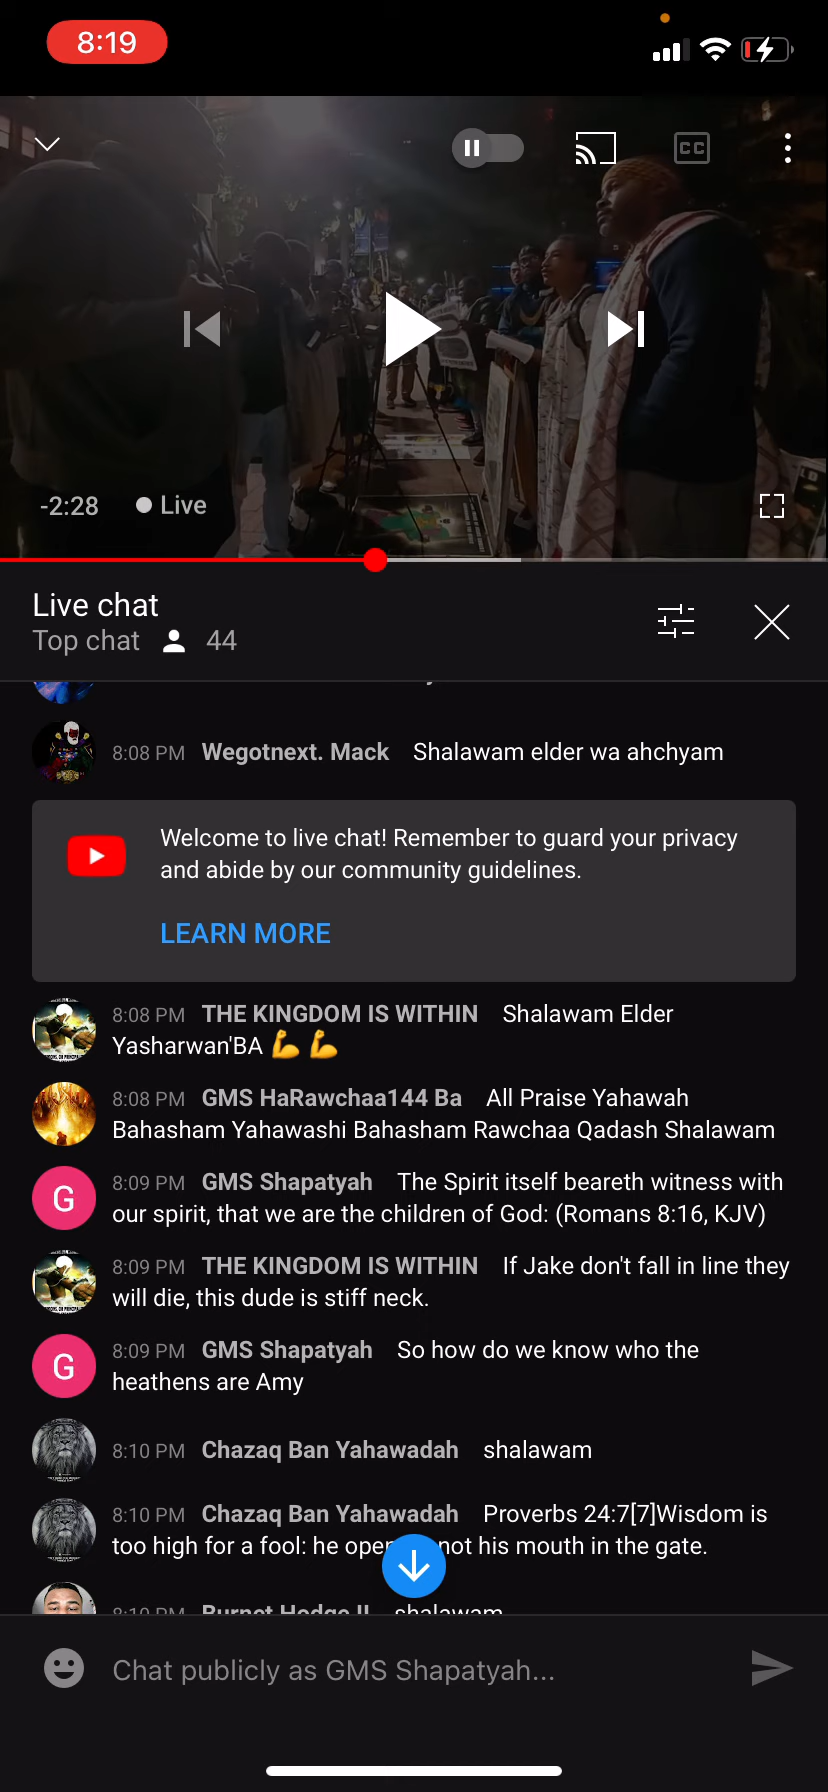 8:19
CC
-2:28 Live
Live chat
Top chat 44
8:08 PM Wegotnext. Mack Shalawam elder wa ahchyam
Welcome to live chat! Remember to guard your privacy
and abide by our community guidelines.
LEARN MORE
8:08 PM THE KINGDOM IS WITHIN Shalawam Elder
Yasharwan'BA 💪 💪
8:08 PM GMS HaRawchaa144 Ba All Praise Yahawah
Bahasham Yahawashi Bahasham Rawchaa Qadash Shalawam
G
8:09 PM GMS Shapatyah The Spirit itself beareth witness with
our spirit, that we are the children of God: (Romans 8:16, KJV)
8:09 PM THE KINGDOM IS WITHIN If Jake don't fall in line they
will die, this dude is stiff neck.
G
8:09 PM GMS Shapatyah So how do we know who the
heathens are Amy
8:10 PM Chazaq Ban Yahawadah shalawam
8:10 PM Chazaq Ban Yahawadah Proverbs 24:7[7]Wisdom is
too high for a fool: he not his mouth in the gate.
8:10 PM Burnet Hodge II shalawam
Chat publicly as GMS Shapatyah...